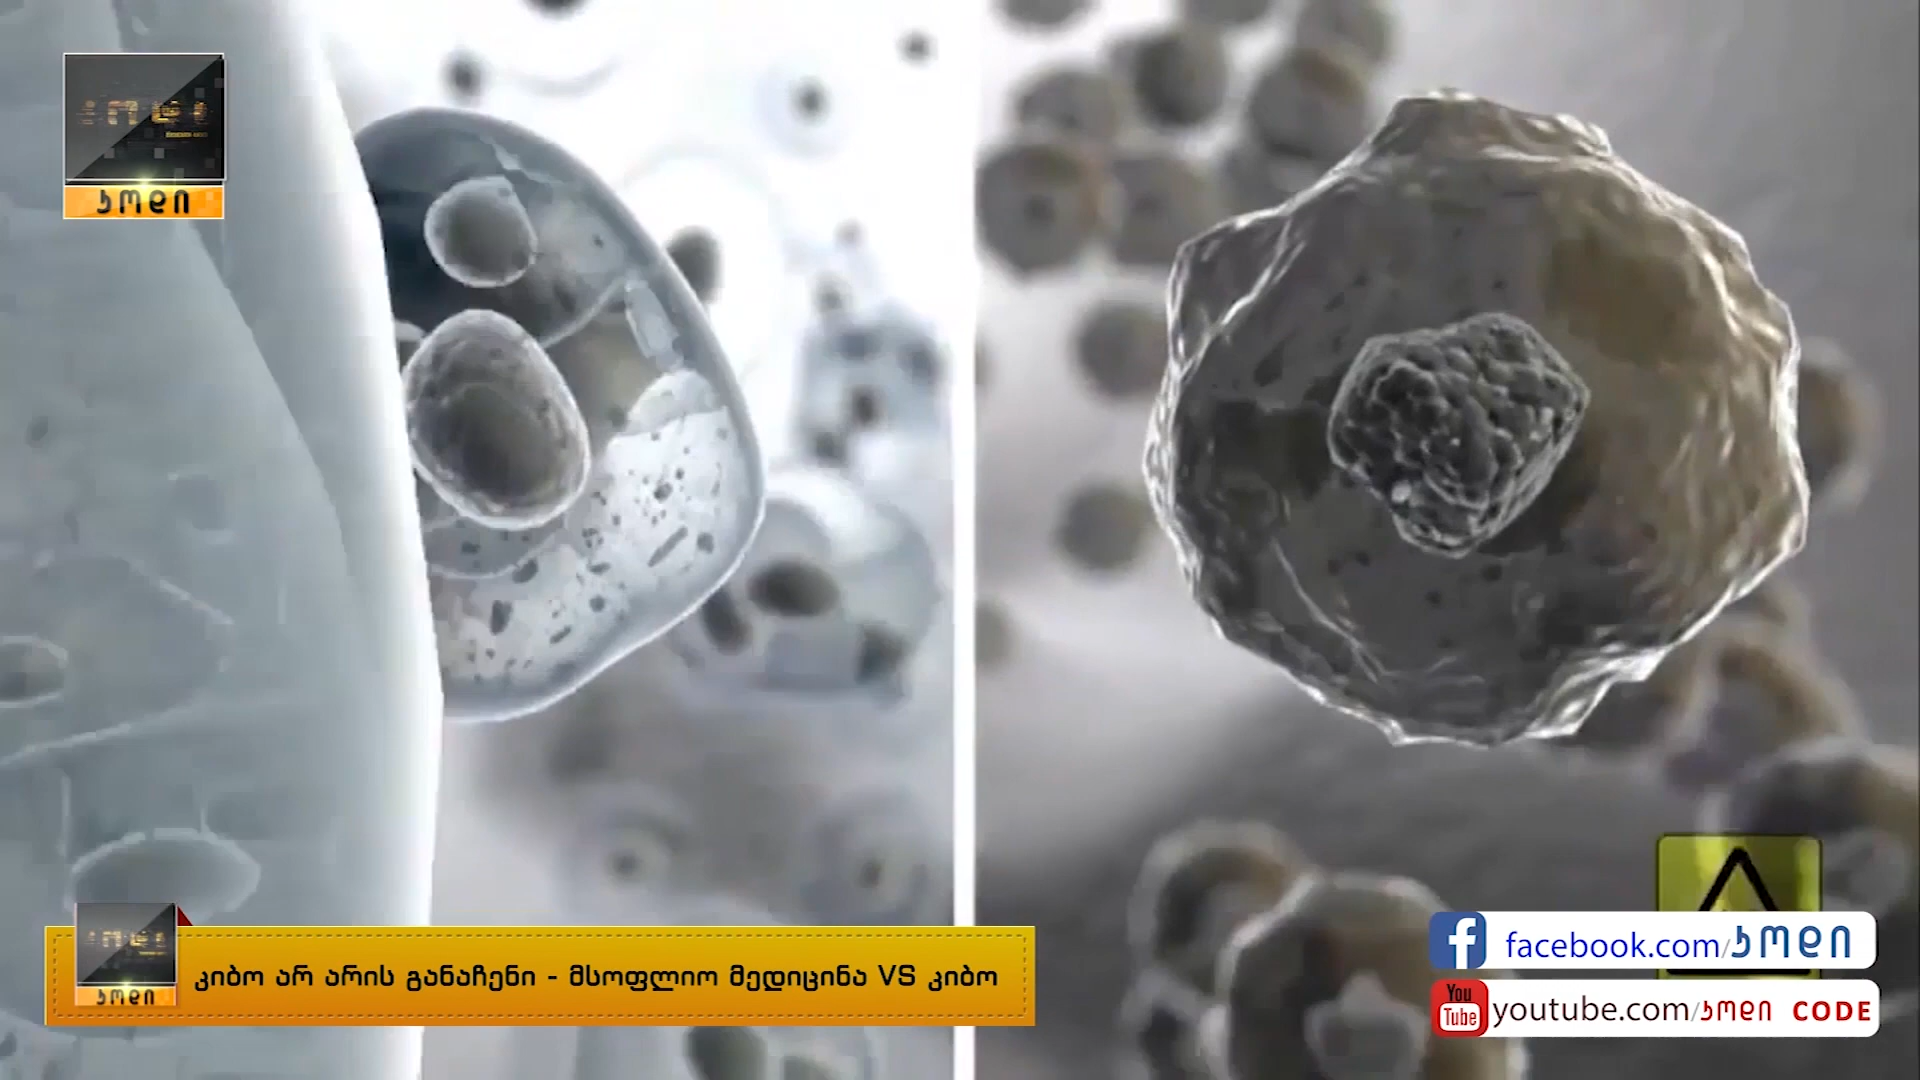 კოდი
კიბო არ არის განაჩენი - მსოფლიო მედიცინა VS კიბო
კოდი
facebook.com/კოდი
You
Tube
youtube.com/კოდი CODE